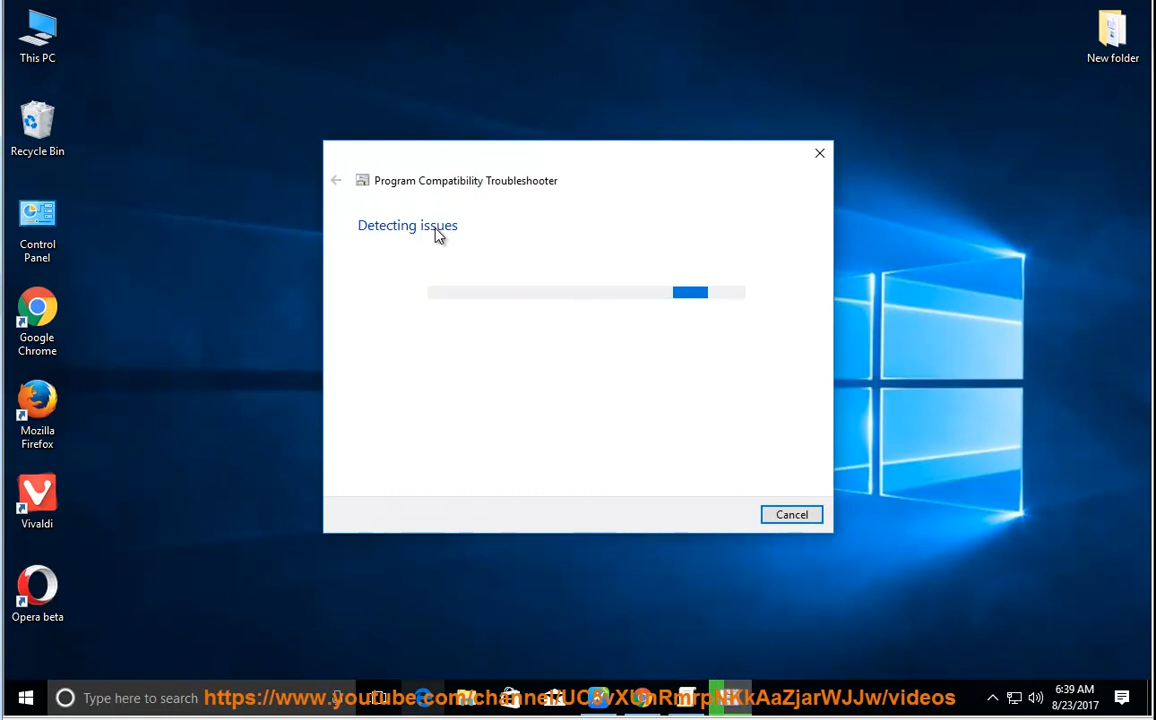 This PC
Recycle Bin
Control
Panel
Google
Chrome
Mozilla
Firefox
Vivaldi
Opera beta
New folder
Program Compatibility Troubleshooter
Detecting issues
Cancel
Type here to search
6:39 AM
8/23/2017